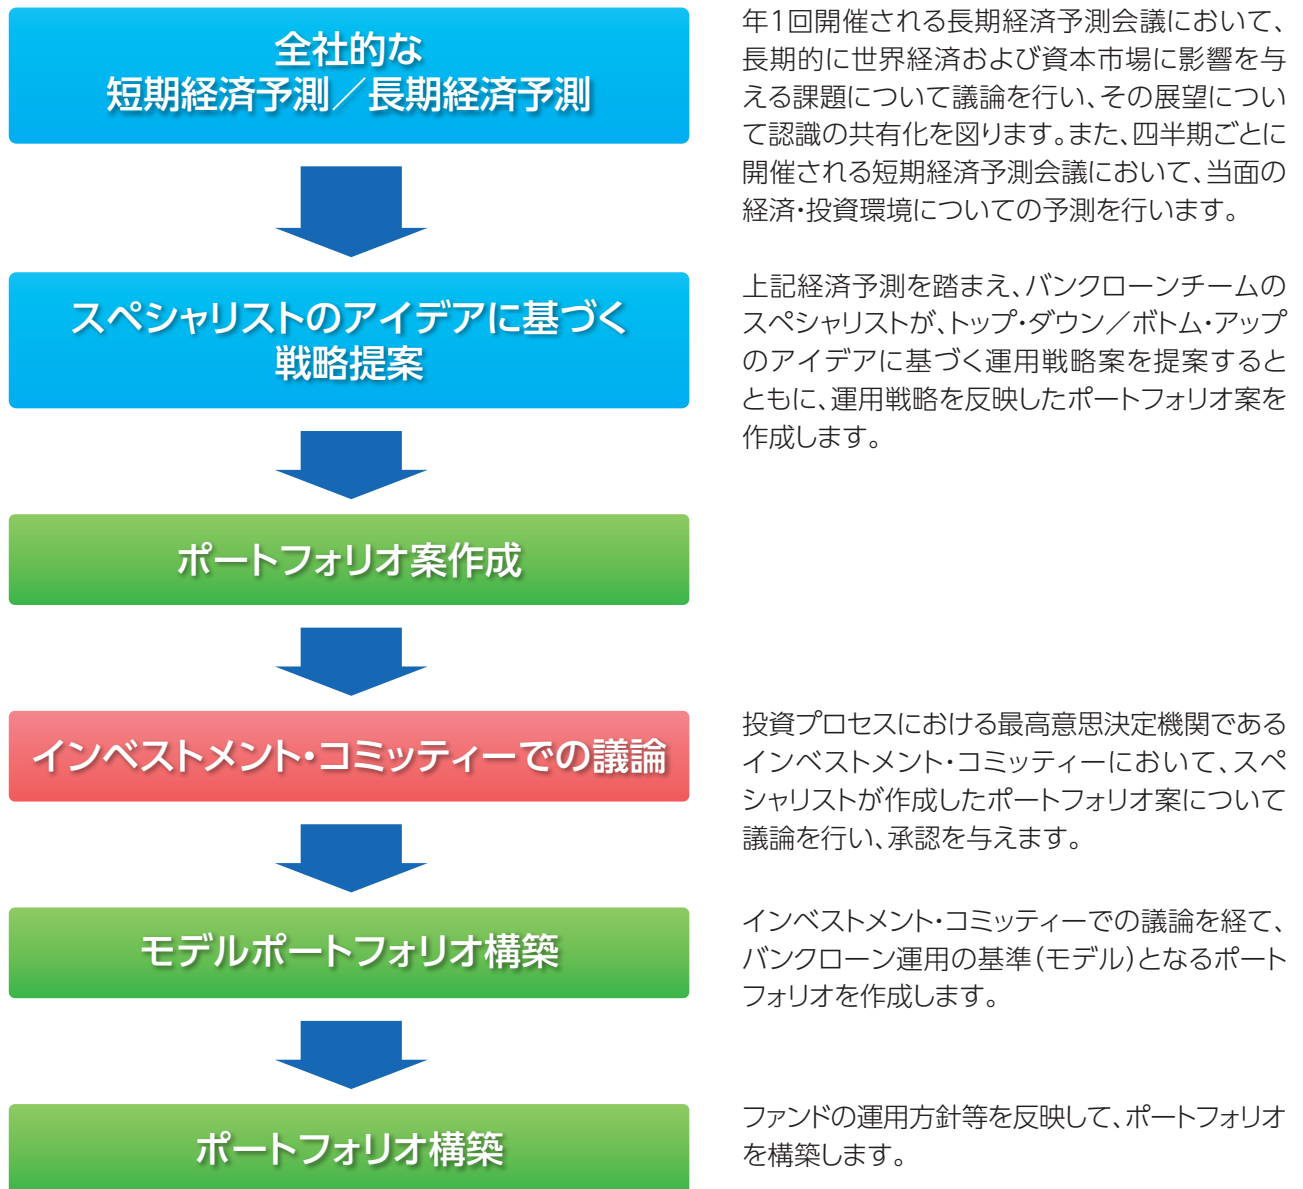 全社的な
短期経済予測／長期経済予測
年1回開催される長期経済予測会議において、
長期的に世界経済および資本市場に影響を与
える課題について議論を行い、その展望につい
て認識の共有化を図ります。また、四半期ごとに
開催される短期経済予測会議において、当面の
経済・投資環境についての予測を行います。
スペシャリストのアイデアに基づく
戦略提案
上記経済予測を踏まえ、バンクローンチームの
スペシャリストが、トップ・ダウン／ボトム・アップ
のアイデアに基づく運用戦略案を提案すると
ともに、運用戦略を反映したポートフォリオ案を
作成します。
ポートフォリオ案作成
インベストメント・コミッティーでの議論
投資プロセスにおける最高意思決定機関である
インベストメント・コミッティーにおいて、スペ
シャリストが作成したポートフォリオ案について
議論を行い、承認を与えます。
モデルポートフォリオ構築
インベストメント・コミッティーでの議論を経て、
バンクローン運用の基準（モデル）となるポート
フォリオを作成します。
ポートフォリオ構築
ファンドの運用方針等を反映して、ポートフォリオ
を構築します。